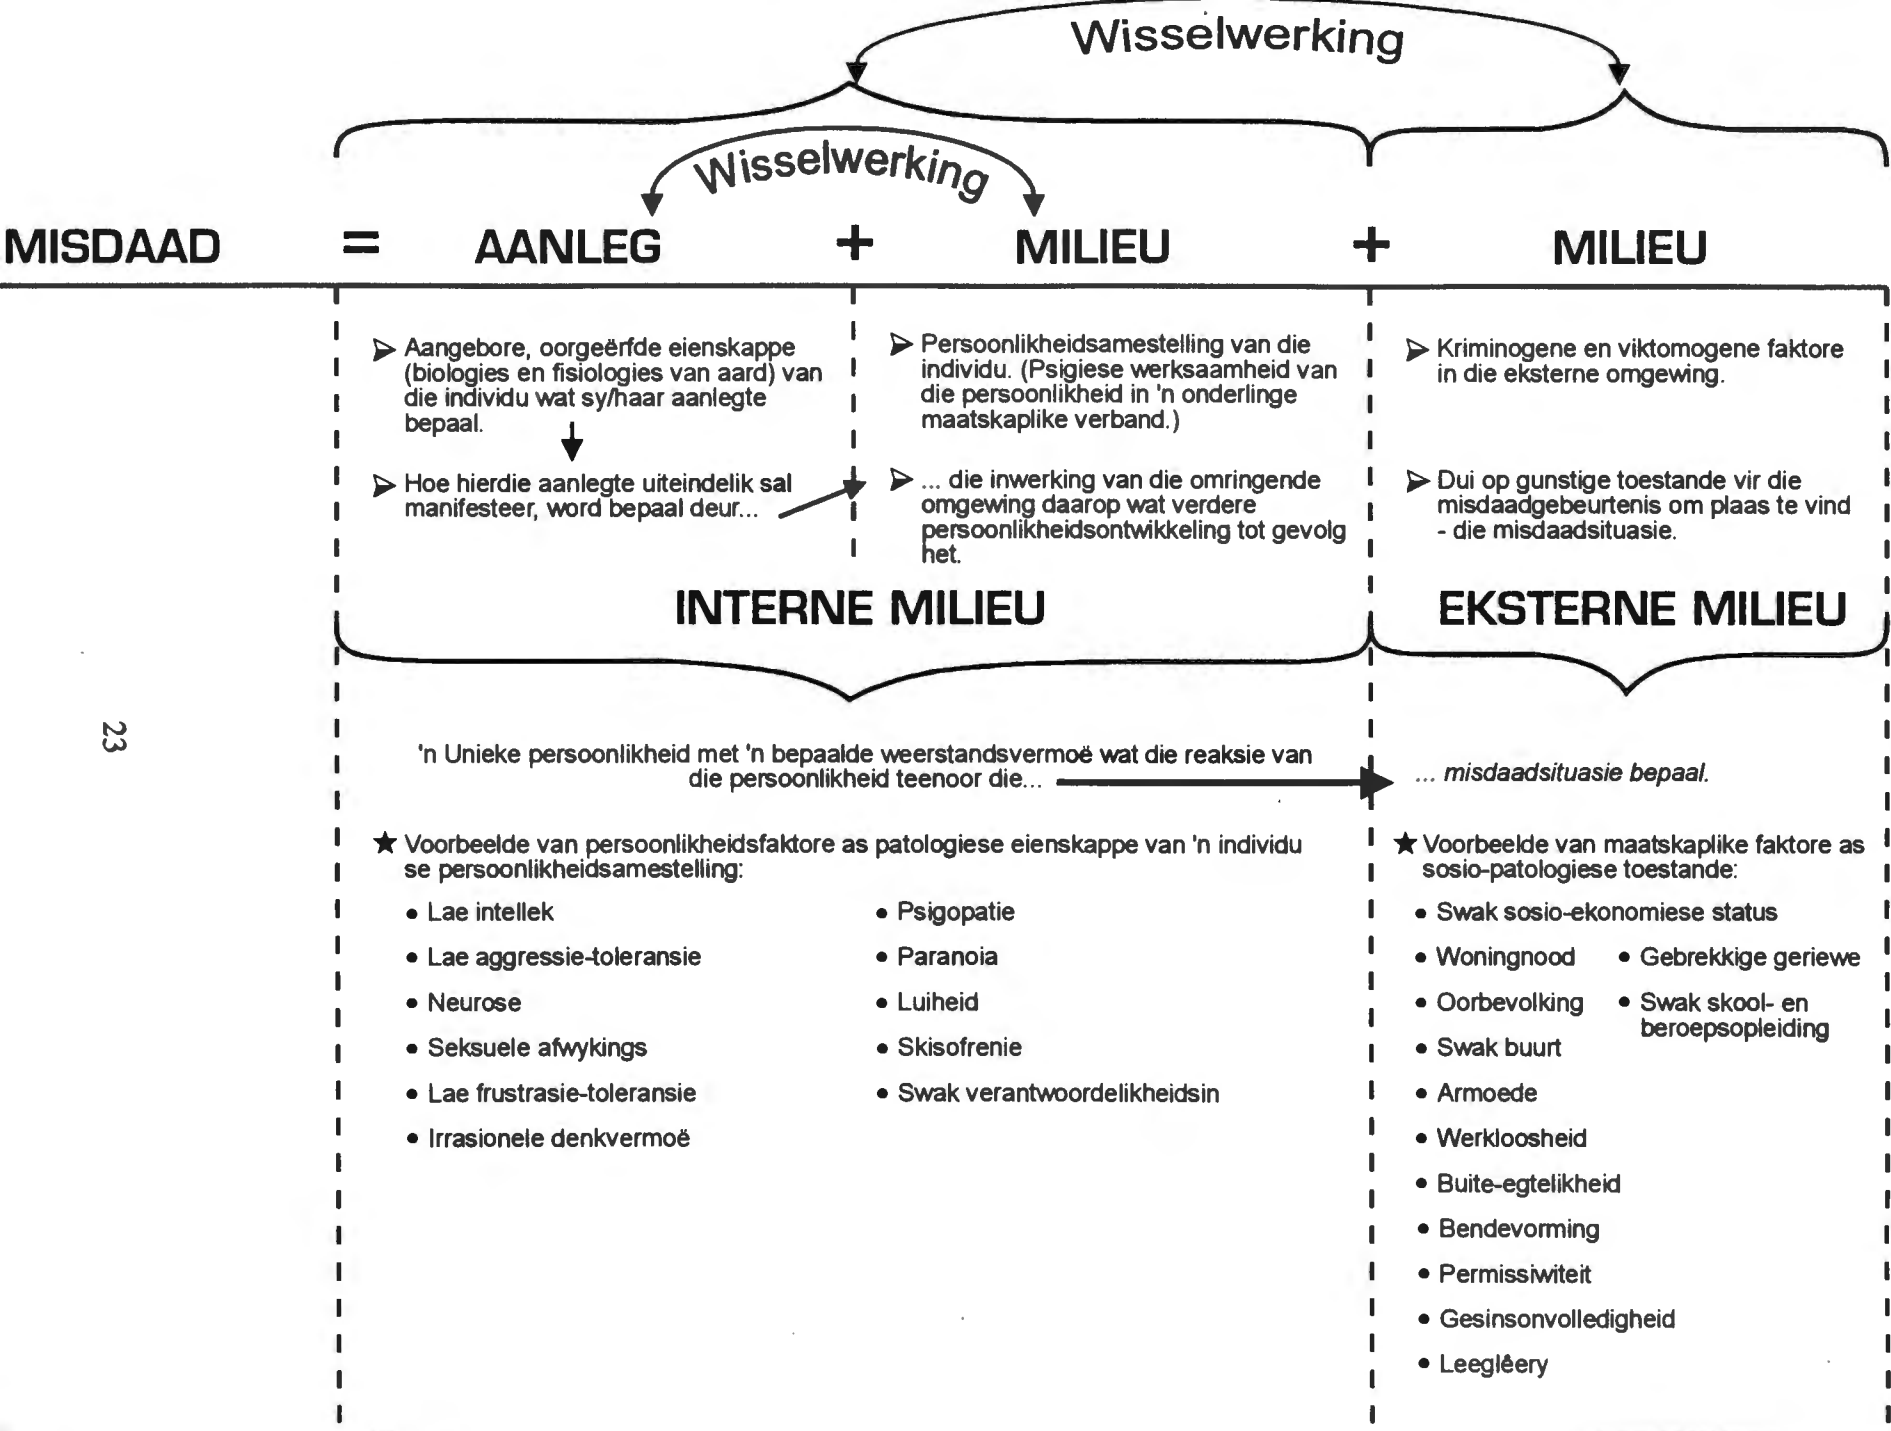 Wisselwerking
Wisselwerking
MISDAAD = AANLEG + MILIEU + MILIEU
➢ Aangebore, oorgeërfde eienskappe
(biologies en fisiologies van aard) van
die individu wat sy/haar aanlegte
bepaal.
➢ Hoe hierdie aanlegte uiteindelik sal
manifesteer, word bepaal deur...
➢ Persoonlikheidsamestelling van die
individu. (Psigiese werksaamheid van
die persoonlikheid in 'n onderlinge
maatskaplike verband.)
➢ ... die inwerking van die omringende
omgewing daarop wat verdere
persoonlikheidsontwikkeling tot gevolg
het.
➢ Kriminogene en viktomogene faktore
in die eksterne omgewing.
➢ Dui op gunstige toestande vir die
misdaadgebeurtenis om plaas te vind
- die misdaadsituasie.
INTERNE MILIEU
EKSTERNE MILIEU
23
'n Unieke persoonlikheid met 'n bepaalde weerstandsvermoë wat die reaksie van
die persoonlikheid teenoor die...
... misdaadsituasie bepaal.
★ Voorbeelde van persoonlikheidsfaktore as patologiese eienskappe van 'n individu
se persoonlikheidsamestelling:
• Lae intellek
• Lae aggressie-toleransie
• Neurose
• Seksuele afwykings
• Lae frustrasie-toleransie
• Irrasionele denkvermoë
• Psigopatie
• Paranoia
• Luiheid
• Skisofrenie
• Swak verantwoordelikheidsin
★ Voorbeelde van maatskaplike faktore as
sosio-patologiese toestande:
• Swak sosio-ekonomiese status
• Woningnood
• Oorbevolking
• Swak buurt
• Armoede
• Werkloosheid
• Buite-egtelikheid
• Bendevorming
• Permissiwiteit
• Gesinsonvolledigheid
• Leeglêery
• Gebrekkige geriewe
• Swak skool- en
beroepsopleiding